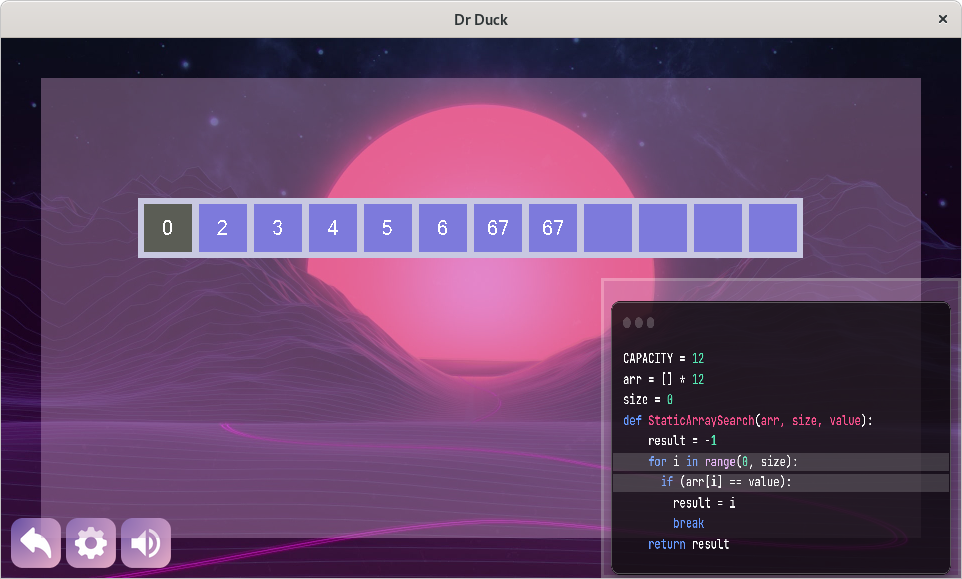 Dr Duck ×
0 2 3 4 5 6 67 67
CAPACITY = 12
arr = [] * 12
size = 0
def StaticArraySearch(arr, size, value):
    result = -1
    for i in range(0, size):
      if (arr[i] == value):
        result = i
        break
    return result